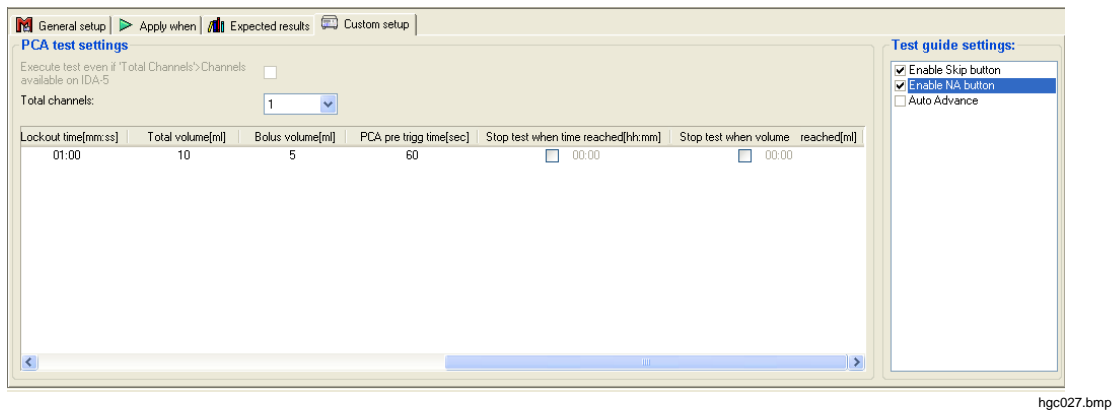 General setup Apply when Expected results Custom setup
PCA test settings
Execute test even if 'Total Channels'>Channels
available on IDA-5
Total channels:
1
Lockout time[mm:ss] Total volume[ml] Bolus volume[ml] PCA pre trigg time[sec] Stop test when time reached[hh:mm] Stop test when volume reached[ml]
01:00 10 5 60 00:00 00:00
Test guide settings:
Enable Skip button
Enable NA button
Auto Advance
hgc027.bmp